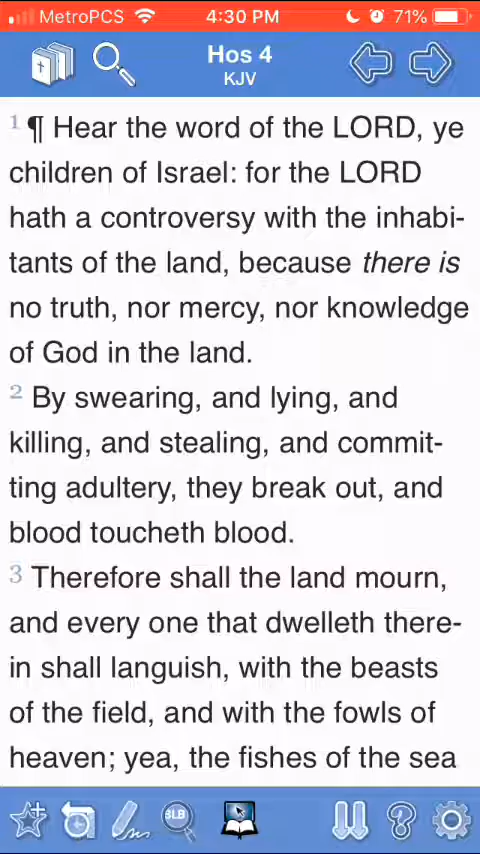 MetroPCS 4:30 PM 71%
Hos 4
KJV
1 ¶ Hear the word of the LORD, ye
children of Israel: for the LORD
hath a controversy with the inhabi-
tants of the land, because there is
no truth, nor mercy, nor knowledge
of God in the land.
2 By swearing, and lying, and
killing, and stealing, and commit-
ting adultery, they break out, and
blood toucheth blood.
3 Therefore shall the land mourn,
and every one that dwelleth there-
in shall languish, with the beasts
of the field, and with the fowls of
heaven; yea, the fishes of the sea
BLB